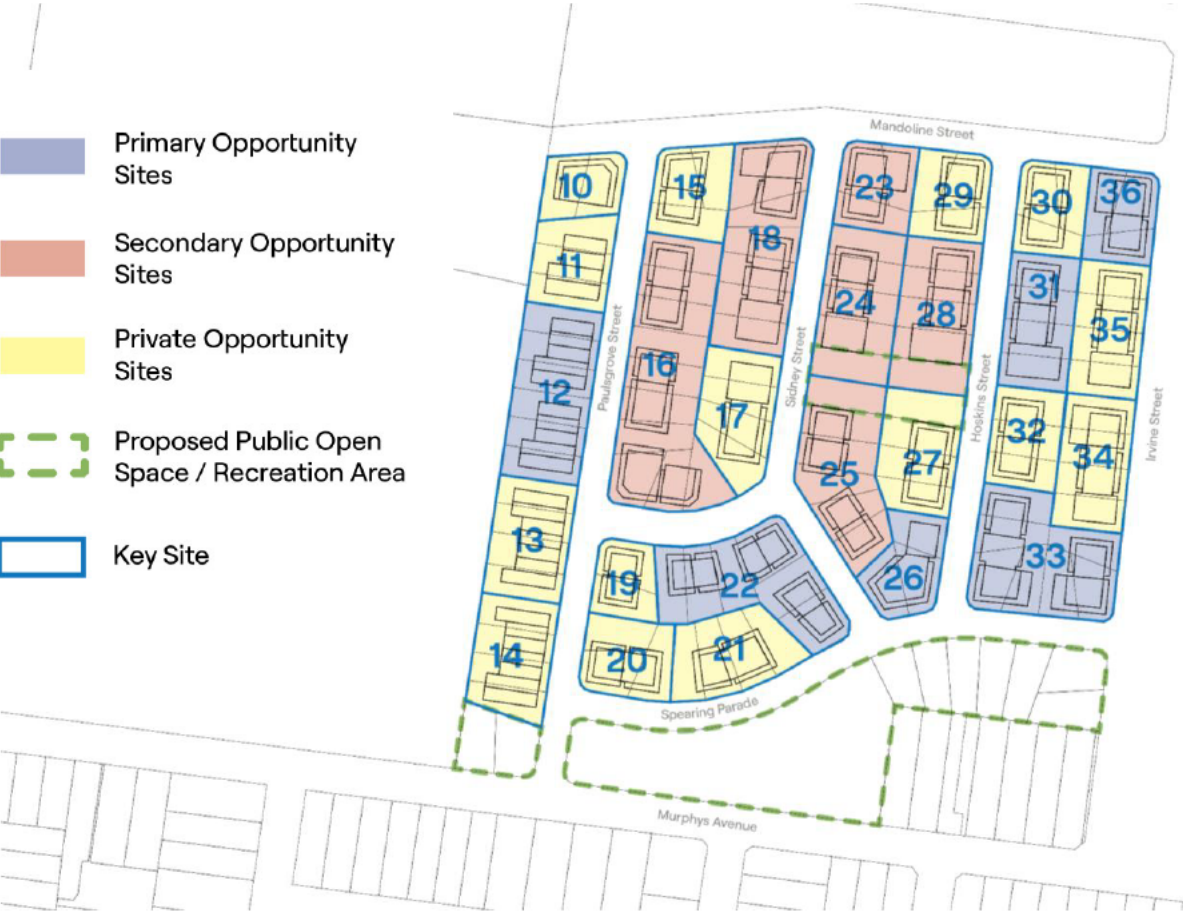 Primary Opportunity
Sites
Secondary Opportunity
Sites
Private Opportunity
Sites
Proposed Public Open
Space / Recreation Area
Key Site
Mandoline Street
10
11
12
13
14
Paulsgrove Street
15
18
16
17
Sidney Street
23
29
24
28
25
27
26
Hoskins Street
30
36
31
35
32
34
33
Irvine Street
19
22
20
21
Spearing Parade
Murphys Avenue